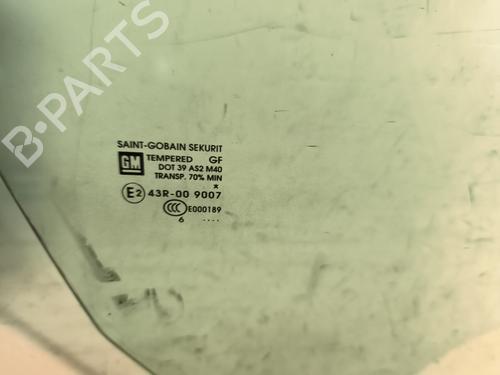 B-PARTS
SAINT-GOBAIN SEKURIT
GM TEMPERED GF
DOT 39 AS2 M40
TRANSP. 70% MIN
E2 43R-00 9007
CCC E000189
6 ....